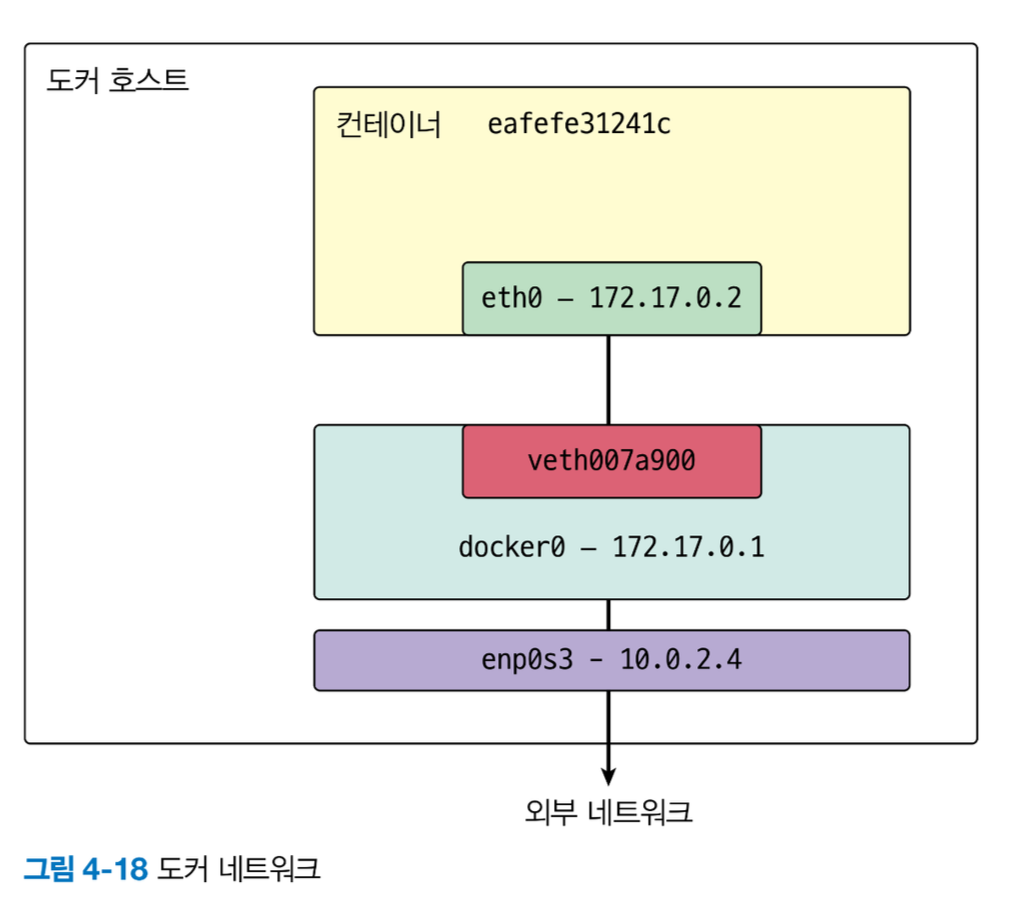 도커 호스트
컨테이너 eafefe31241c
eth0 – 172.17.0.2
veth007a900
docker0 – 172.17.0.1
enp0s3 - 10.0.2.4
외부 네트워크
그림 4-18 도커 네트워크